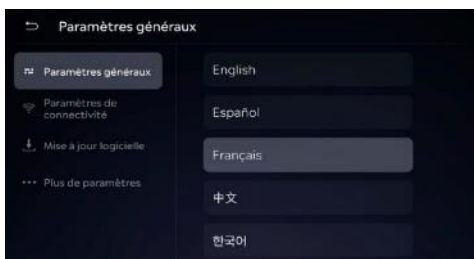 Paramètres généraux
Paramètres généraux
Paramètres de
connectivité
Mise à jour logicielle
Plus de paramètres
English
Español
Français
中文
한국어